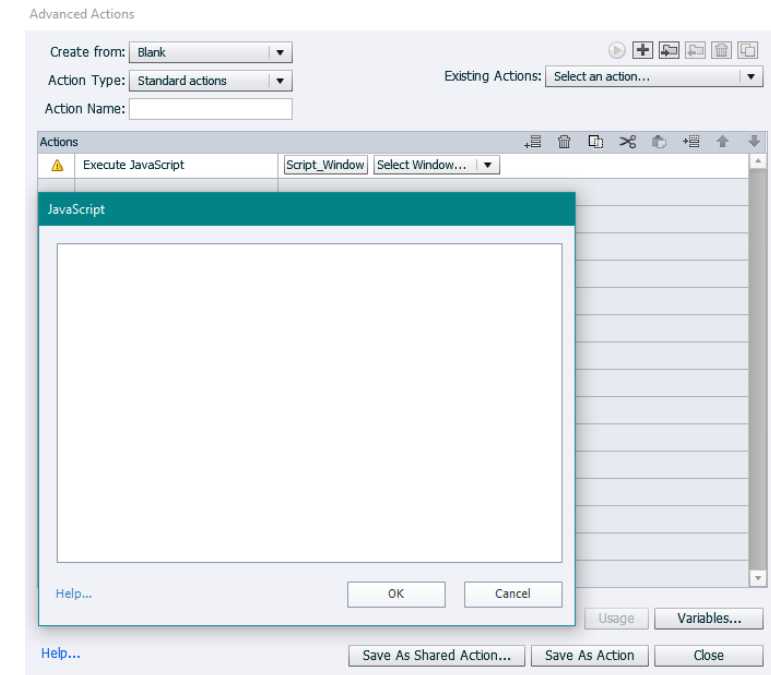 Advanced Actions
Create from: Blank
Action Type: Standard actions
Existing Actions: Select an action...
Action Name:
Actions
Execute JavaScript Script_Window Select Window...
JavaScript
Help... OK Cancel
Usage Variables...
Help... Save As Shared Action... Save As Action Close